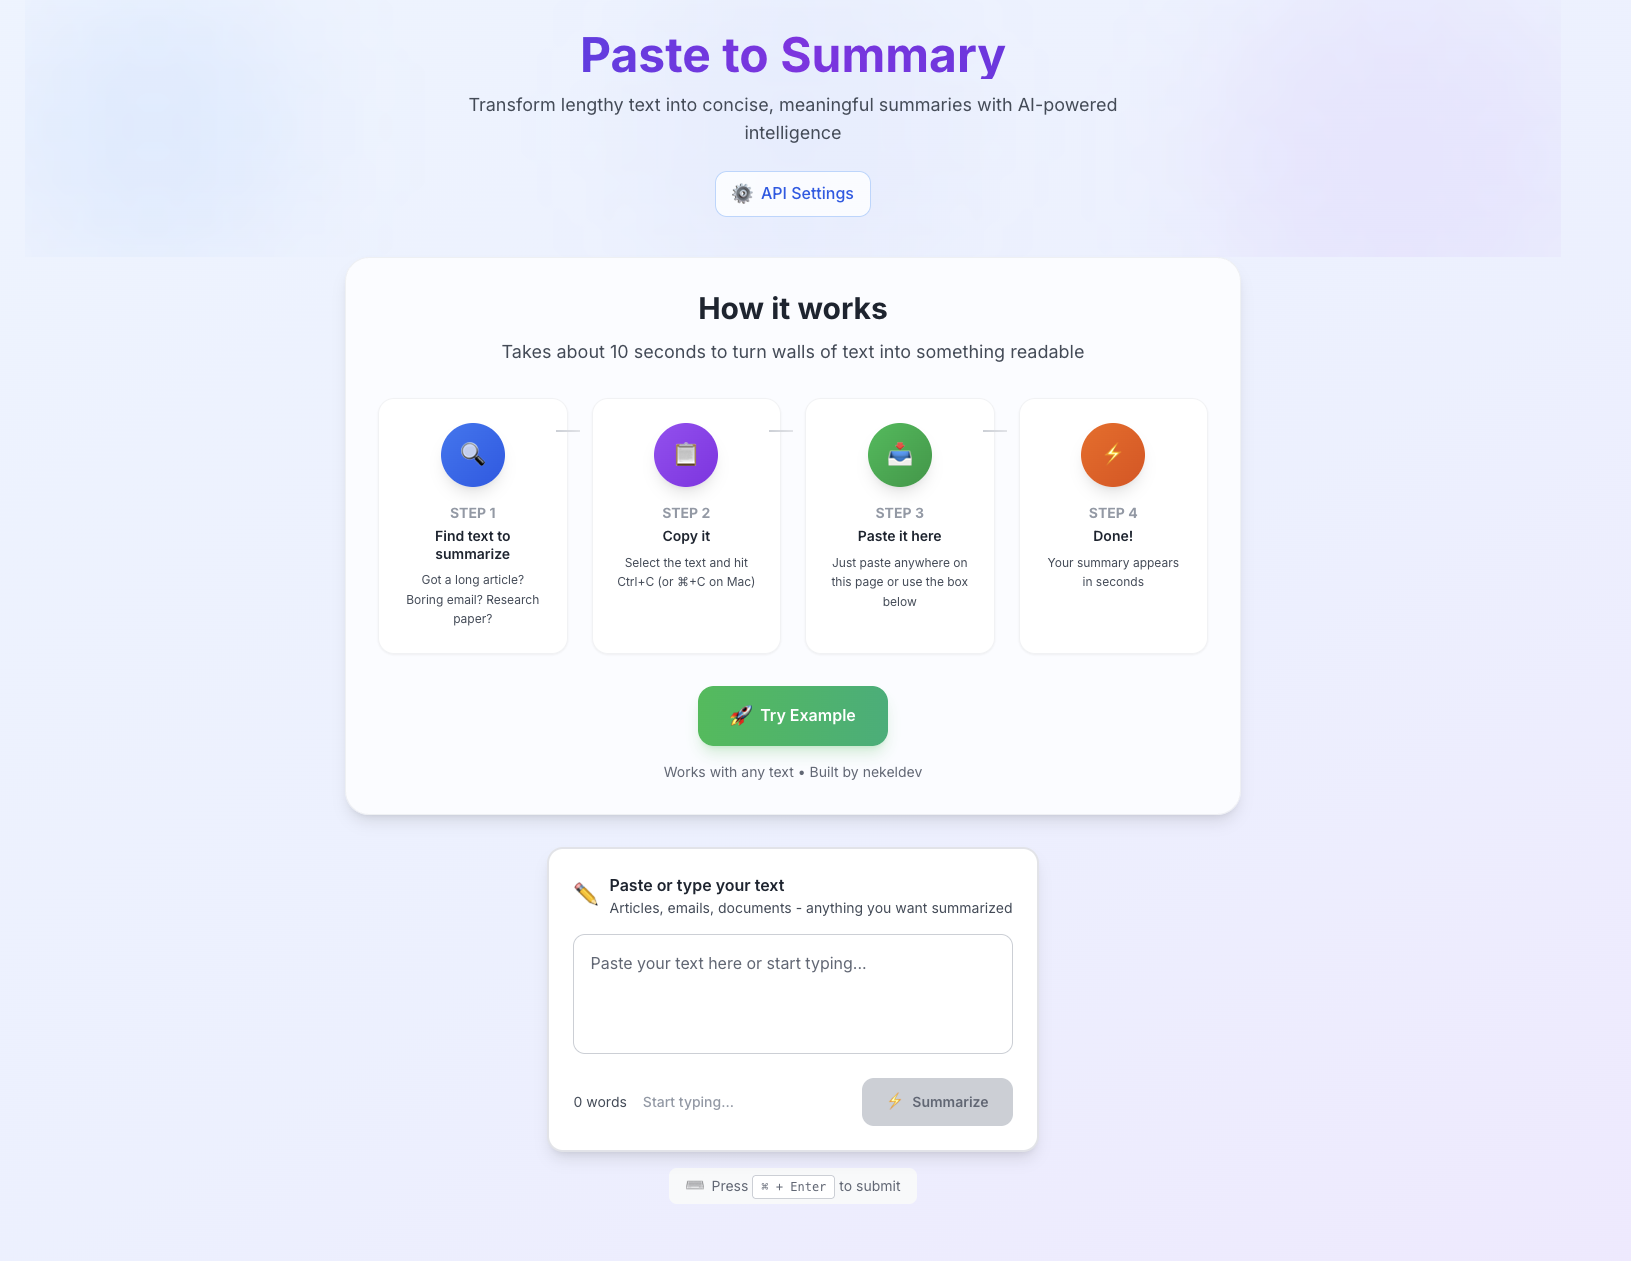 Paste to Summary
Transform lengthy text into concise, meaningful summaries with AI-powered
intelligence
API Settings
How it works
Takes about 10 seconds to turn walls of text into something readable
STEP 1
Find text to
summarize
Got a long article?
Boring email? Research
paper?
STEP 2
Copy it
Select the text and hit
Ctrl+C (or ⌘+C on Mac)
STEP 3
Paste it here
Just paste anywhere on
this page or use the box
below
STEP 4
Done!
Your summary appears
in seconds
Try Example
Works with any text • Built by nekeldev
Paste or type your text
Articles, emails, documents - anything you want summarized
Paste your text here or start typing...
0 words Start typing...
Summarize
Press ⌘ + Enter to submit